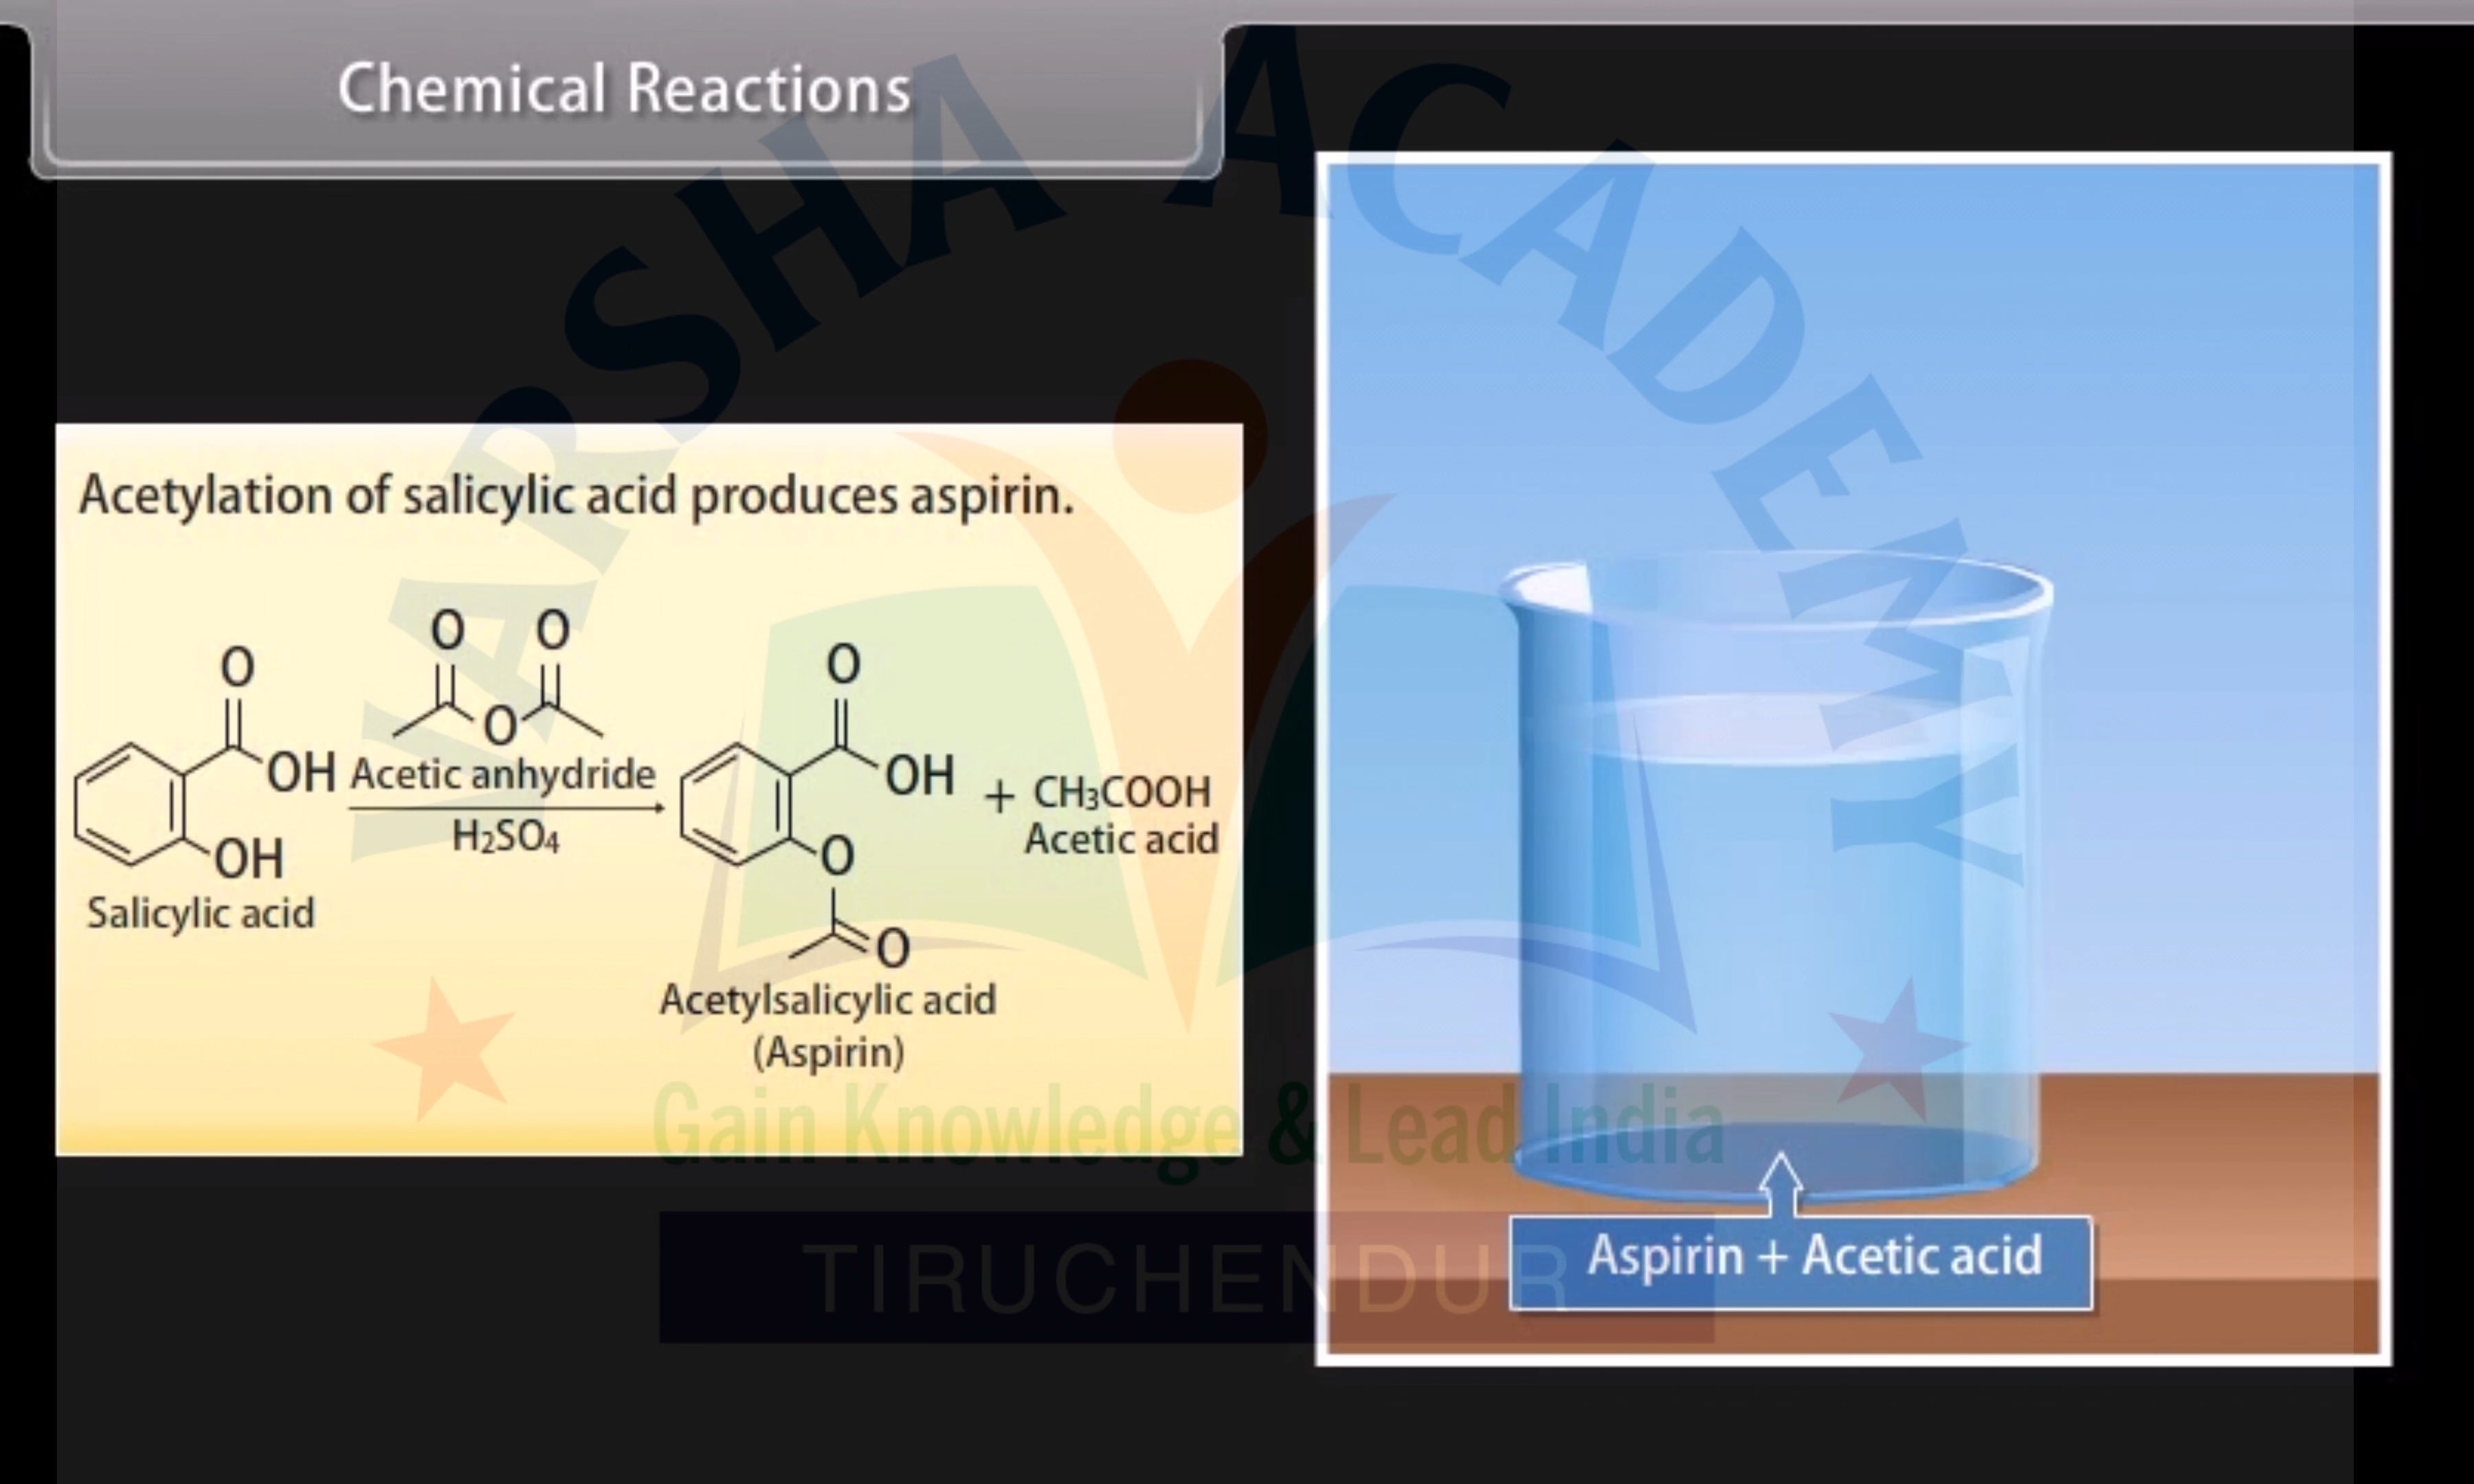 Chemical Reactions
VARSHA ACADEMY
Acetylation of salicylic acid produces aspirin.
O
OH
OH
Salicylic acid
O O
O
Acetic anhydride
H₂SO₄
O
OH
O
O
Acetylsalicylic acid
(Aspirin)
+ CH₃COOH
Acetic acid
Gain Knowledge & Lead India
TIRUCHENDUR
Aspirin + Acetic acid